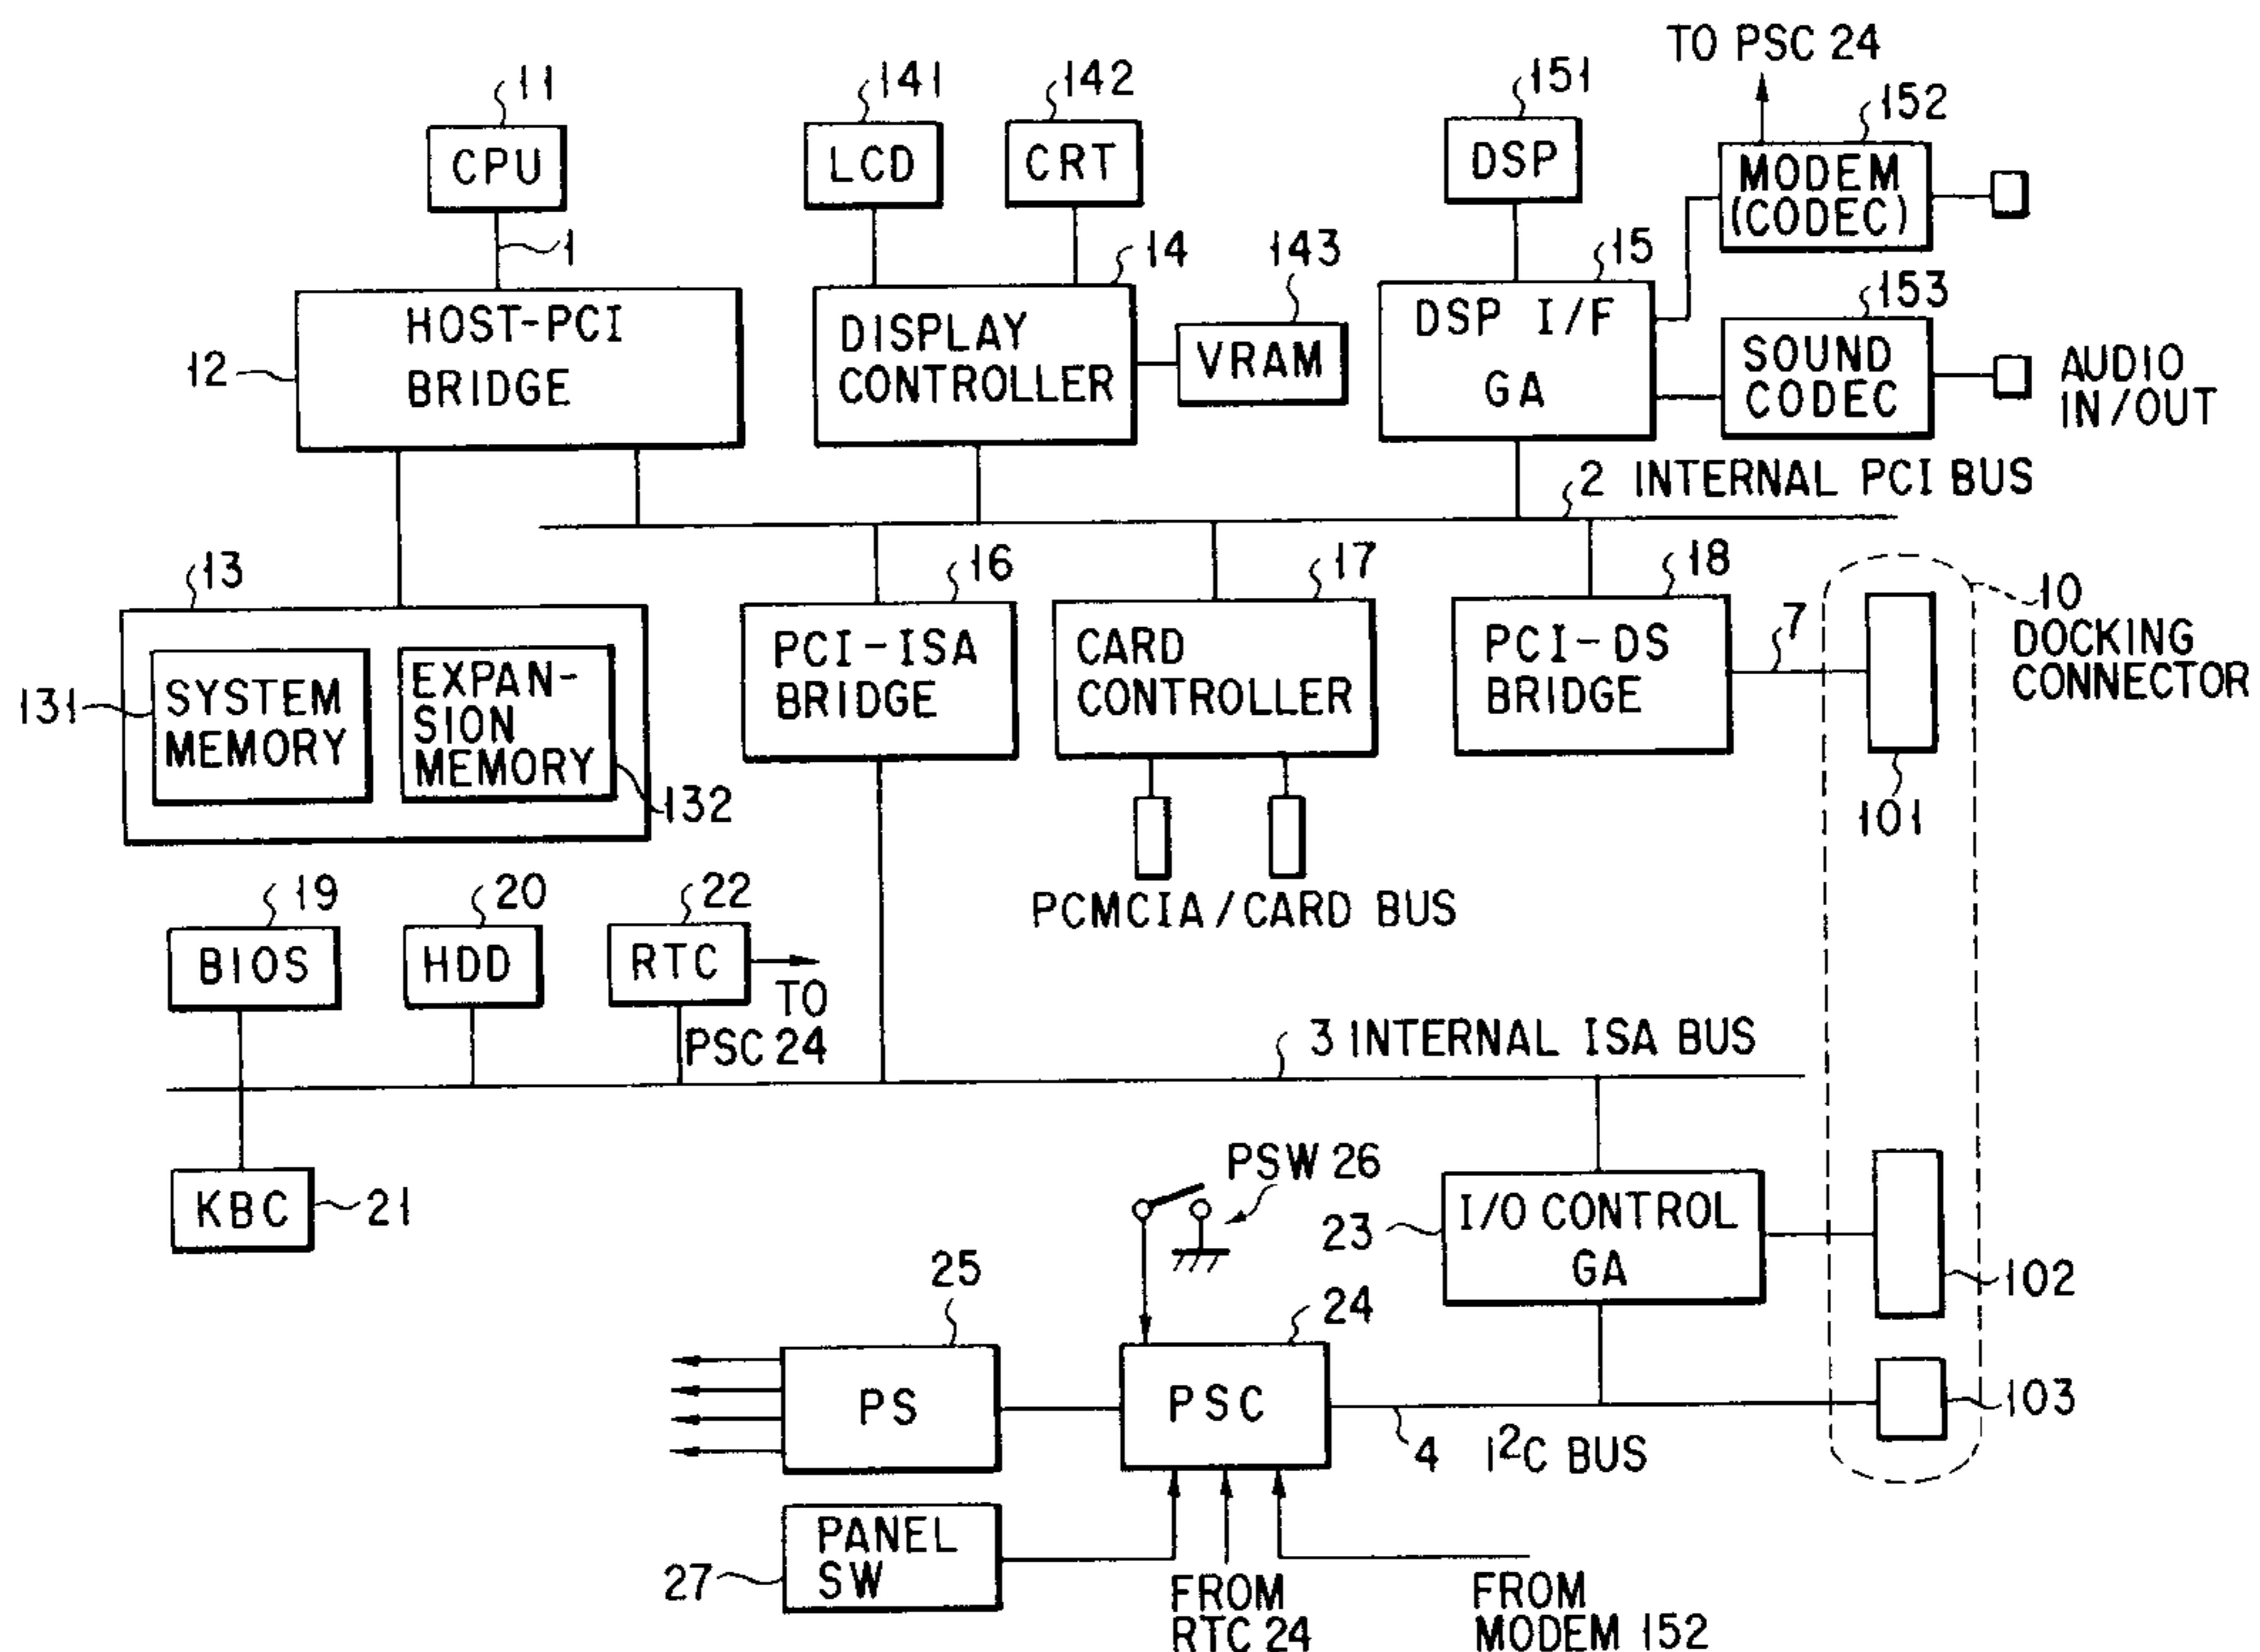 TO PSC 24
11
141
142
151
152
CPU
LCD
CRT
DSP
MODEM
(CODEC)
1
14
143
15
153
12
HOST-PCI
BRIDGE
DISPLAY
CONTROLLER
VRAM
DSP I/F
GA
SOUND
CODEC
AUDIO
IN/OUT
2 INTERNAL PCI BUS
13
16
17
18
7
10
DOCKING
CONNECTOR
131
SYSTEM
MEMORY
EXPAN-
SION
MEMORY
132
PCI-ISA
BRIDGE
CARD
CONTROLLER
PCI-DS
BRIDGE
101
PCMCIA/CARD BUS
19
20
22
BIOS
HDD
RTC
TO
PSC 24
3 INTERNAL ISA BUS
KBC
21
PSW 26
23
I/O CONTROL
GA
102
25
24
PS
PSC
103
4 I²C BUS
27
PANEL
SW
FROM
RTC 24
FROM
MODEM 152